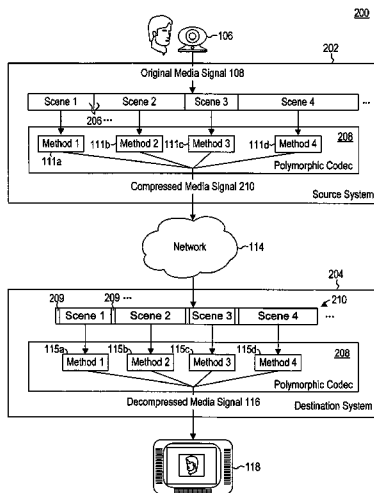 200
106
202
Original Media Signal 108
Scene 1 Scene 2 Scene 3 Scene 4 ...
206 ...
208
111b 111c 111d
Method 1 Method 2 Method 3 Method 4
111a Polymorphic Codec
Compressed Media Signal 210
Source System
Network 114
204
209 209 ... 210
Scene 1 Scene 2 Scene 3 Scene 4 ...
115a 115b 115c 115d 208
Method 1 Method 2 Method 3 Method 4
Polymorphic Codec
Decompressed Media Signal 116 Destination System
118